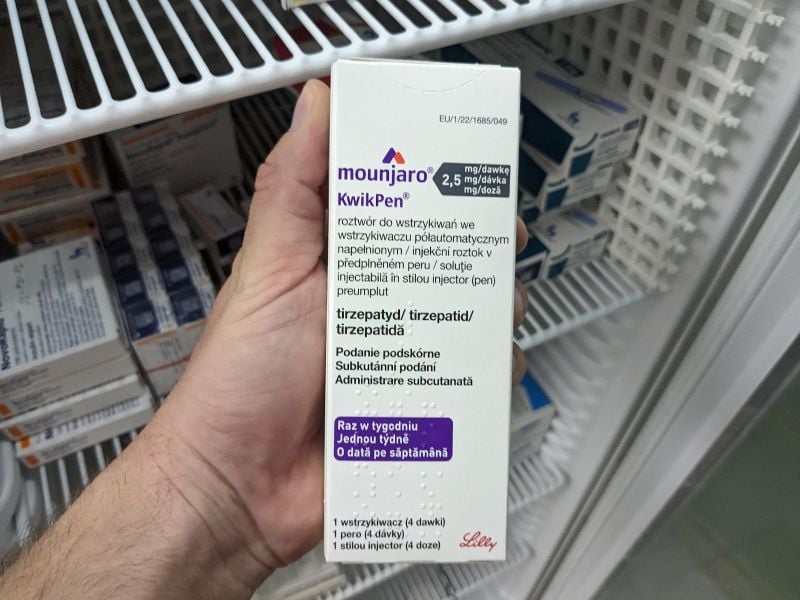 EU/1/22/1685/049
mounjaro®
KwikPen®
2,5
mg/dawkę
mg/dávka
mg/doză
roztwór do wstrzykiwań we
wstrzykiwaczu półautomatycznym
napełnionym / injekční roztok v
předplněném peru / soluţie
injectabilă în stilou injector (pen)
preumplut
tirzepatyd/ tirzepatid/
tirzepatidă
Podanie podskórne
Subkutánní podání
Administrare subcutanată
Raz w tygodniu
Jednou týdně
O dată pe săptămână
1 wstrzykiwacz (4 dawki)
1 pero (4 dávky)
1 stilou injector (4 doze)
Lilly